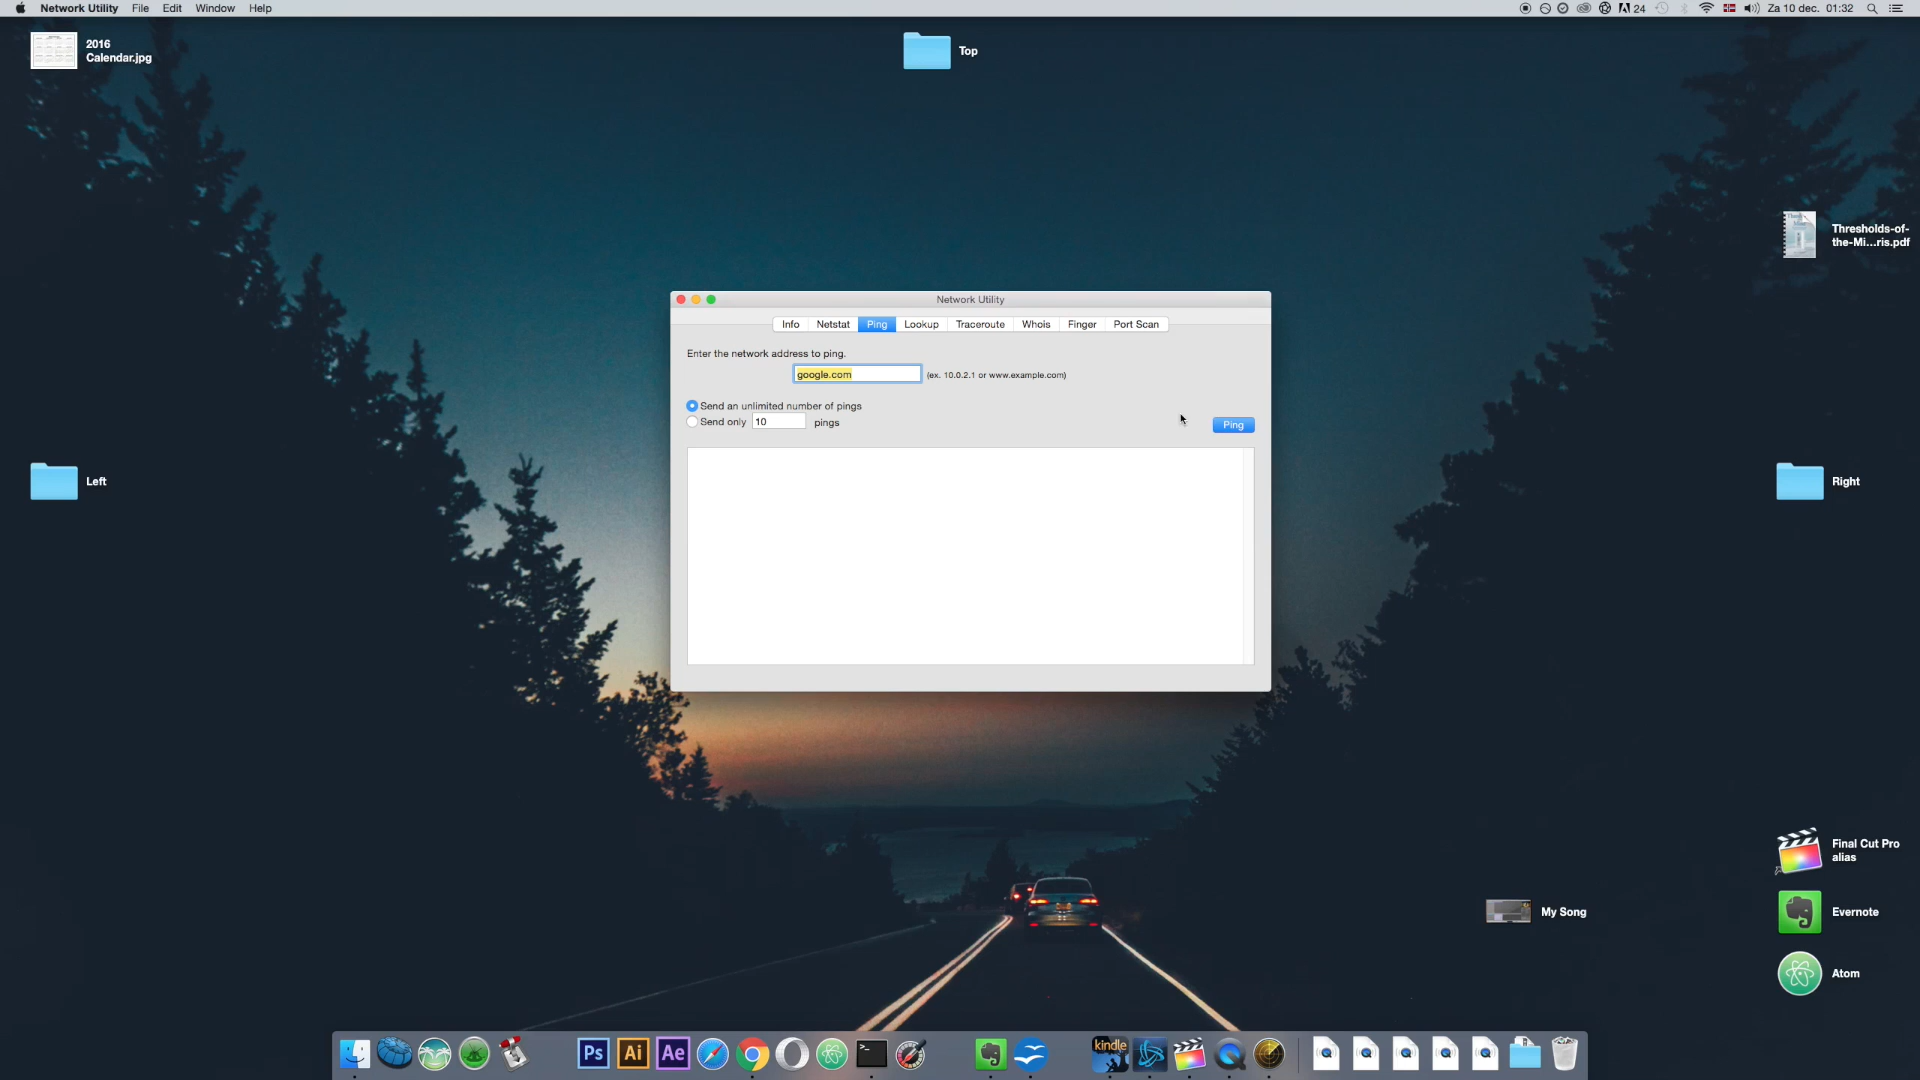 Network Utility File Edit Window Help
24 Za 10 dec. 01:32
2016
Calendar.jpg
Top
Thresholds-of-
the-Mi...ris.pdf
Network Utility
Info Netstat Ping Lookup Traceroute Whois Finger Port Scan
Enter the network address to ping.
google.com (ex. 10.0.2.1 or www.example.com)
Send an unlimited number of pings
Send only 10 pings
Ping
Left
Right
Final Cut Pro
alias
My Song
Evernote
Atom
Ps Ai Ae kindle